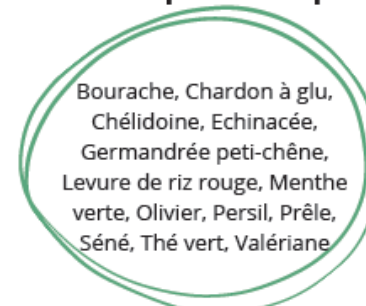 Bourache, Chardon à glu,
Chélidoine, Echinacée,
Germandrée peti-chêne,
Levure de riz rouge, Menthe
verte, Olivier, Persil, Prêle,
Séné, Thé vert, Valériane